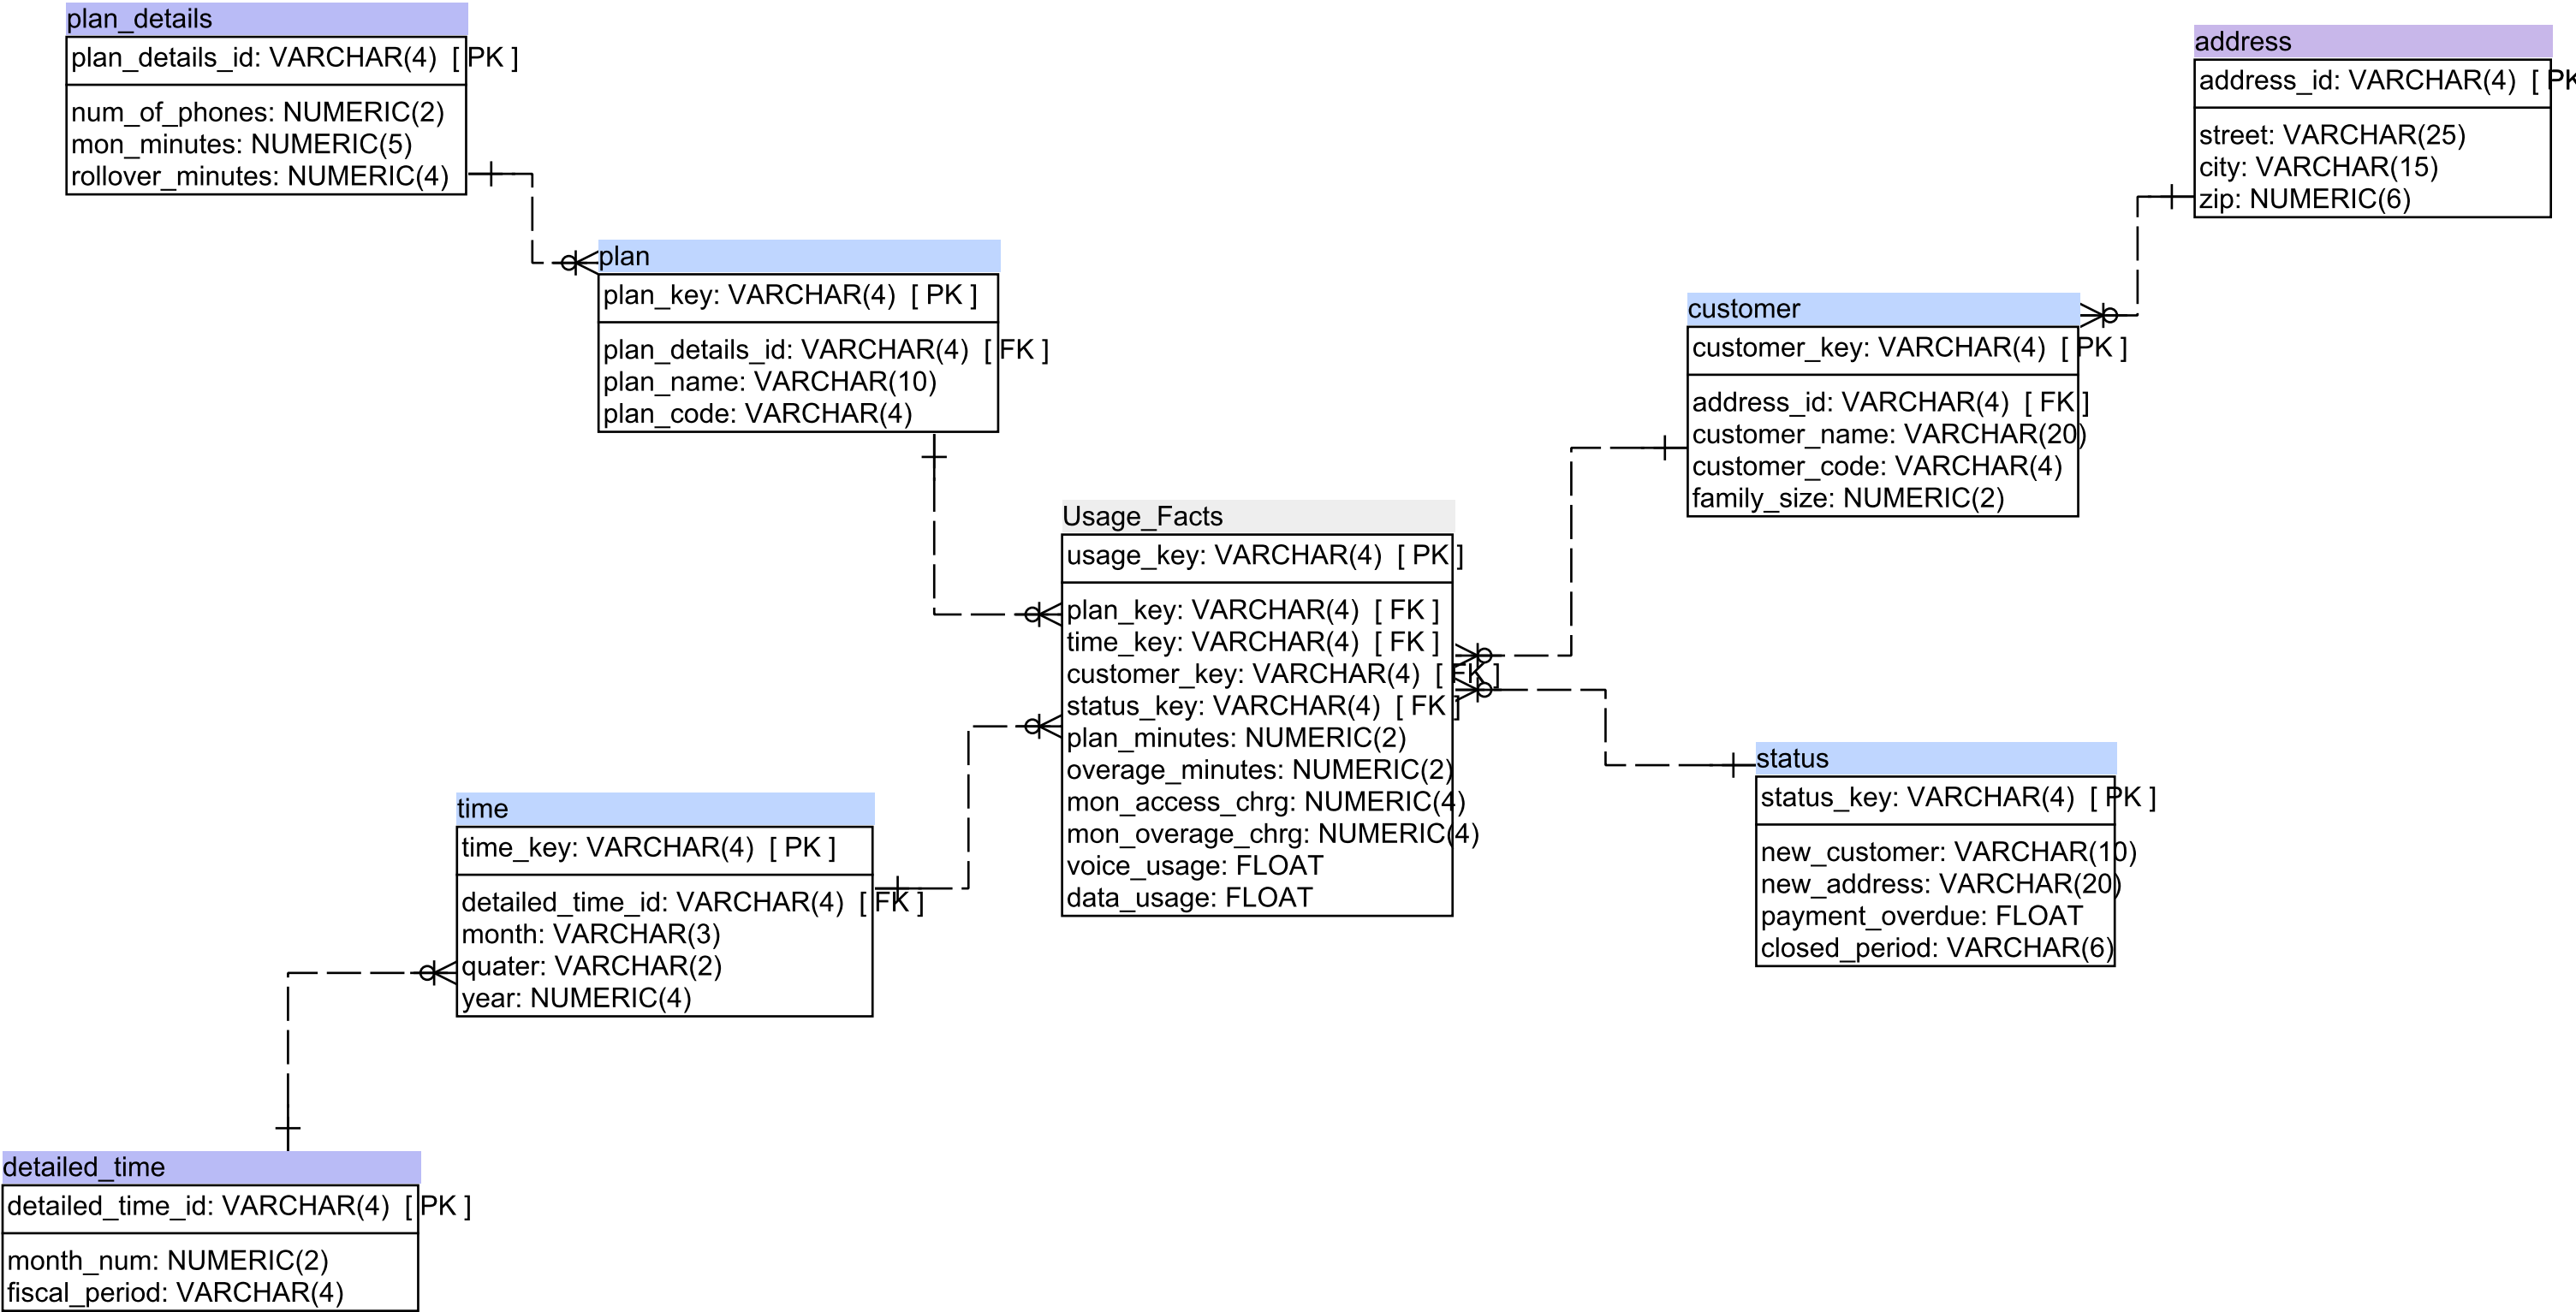 plan_details
plan_details_id: VARCHAR(4) [ PK ]
num_of_phones: NUMERIC(2)
mon_minutes: NUMERIC(5)
rollover_minutes: NUMERIC(4)
address
address_id: VARCHAR(4) [ PK
street: VARCHAR(25)
city: VARCHAR(15)
zip: NUMERIC(6)
plan
plan_key: VARCHAR(4) [ PK ]
plan_details_id: VARCHAR(4) [ FK ]
plan_name: VARCHAR(10)
plan_code: VARCHAR(4)
customer
customer_key: VARCHAR(4) [ PK ]
address_id: VARCHAR(4) [ FK ]
customer_name: VARCHAR(20)
customer_code: VARCHAR(4)
family_size: NUMERIC(2)
Usage_Facts
usage_key: VARCHAR(4) [ PK ]
plan_key: VARCHAR(4) [ FK ]
time_key: VARCHAR(4) [ FK ]
customer_key: VARCHAR(4) [ FK ]
status_key: VARCHAR(4) [ FK ]
plan_minutes: NUMERIC(2)
overage_minutes: NUMERIC(2)
mon_access_chrg: NUMERIC(4)
mon_overage_chrg: NUMERIC(4)
voice_usage: FLOAT
data_usage: FLOAT
status
status_key: VARCHAR(4) [ PK ]
new_customer: VARCHAR(10)
new_address: VARCHAR(20)
payment_overdue: FLOAT
closed_period: VARCHAR(6)
time
time_key: VARCHAR(4) [ PK ]
detailed_time_id: VARCHAR(4) [ FK ]
month: VARCHAR(3)
quater: VARCHAR(2)
year: NUMERIC(4)
detailed_time
detailed_time_id: VARCHAR(4) [ PK ]
month_num: NUMERIC(2)
fiscal_period: VARCHAR(4)